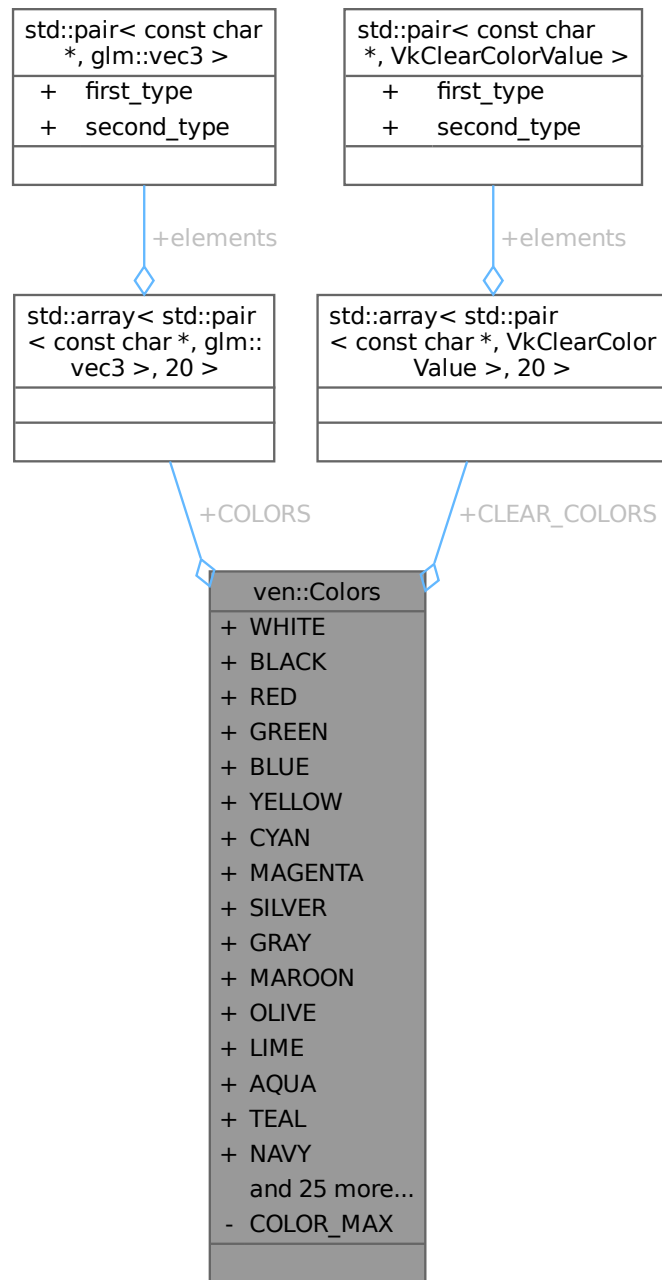 std::pair< const char
*, glm::vec3 >
+ first_type
+ second_type
std::pair< const char
*, VkClearColorValue >
+ first_type
+ second_type
+elements
+elements
std::array< std::pair
< const char *, glm::
vec3 >, 20 >
std::array< std::pair
< const char *, VkClearColor
Value >, 20 >
+COLORS
+CLEAR_COLORS
ven::Colors
+ WHITE
+ BLACK
+ RED
+ GREEN
+ BLUE
+ YELLOW
+ CYAN
+ MAGENTA
+ SILVER
+ GRAY
+ MAROON
+ OLIVE
+ LIME
+ AQUA
+ TEAL
+ NAVY
and 25 more...
- COLOR_MAX